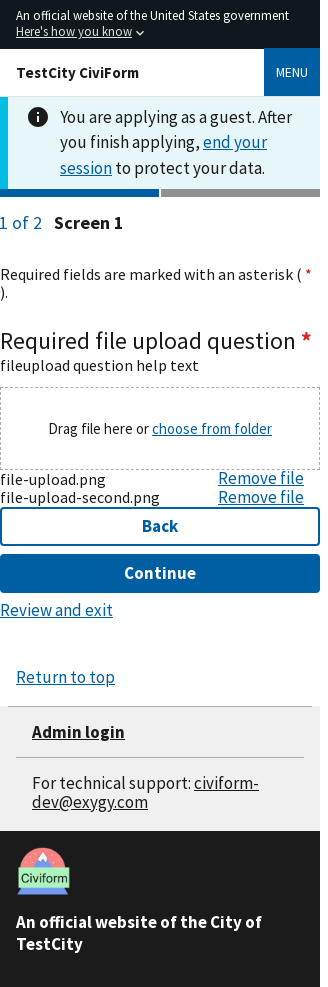 An official website of the United States government
Here's how you know
TestCity CiviForm
MENU
You are applying as a guest. After
you finish applying, end your
session to protect your data.
1 of 2 Screen 1
Required fields are marked with an asterisk ( *
).
Required file upload question *
fileupload question help text
Drag file here or choose from folder
file-upload.png Remove file
file-upload-second.png Remove file
Back
Continue
Review and exit
Return to top
Admin login
For technical support: civiform-
dev@exygy.com
Civiform
An official website of the City of
TestCity